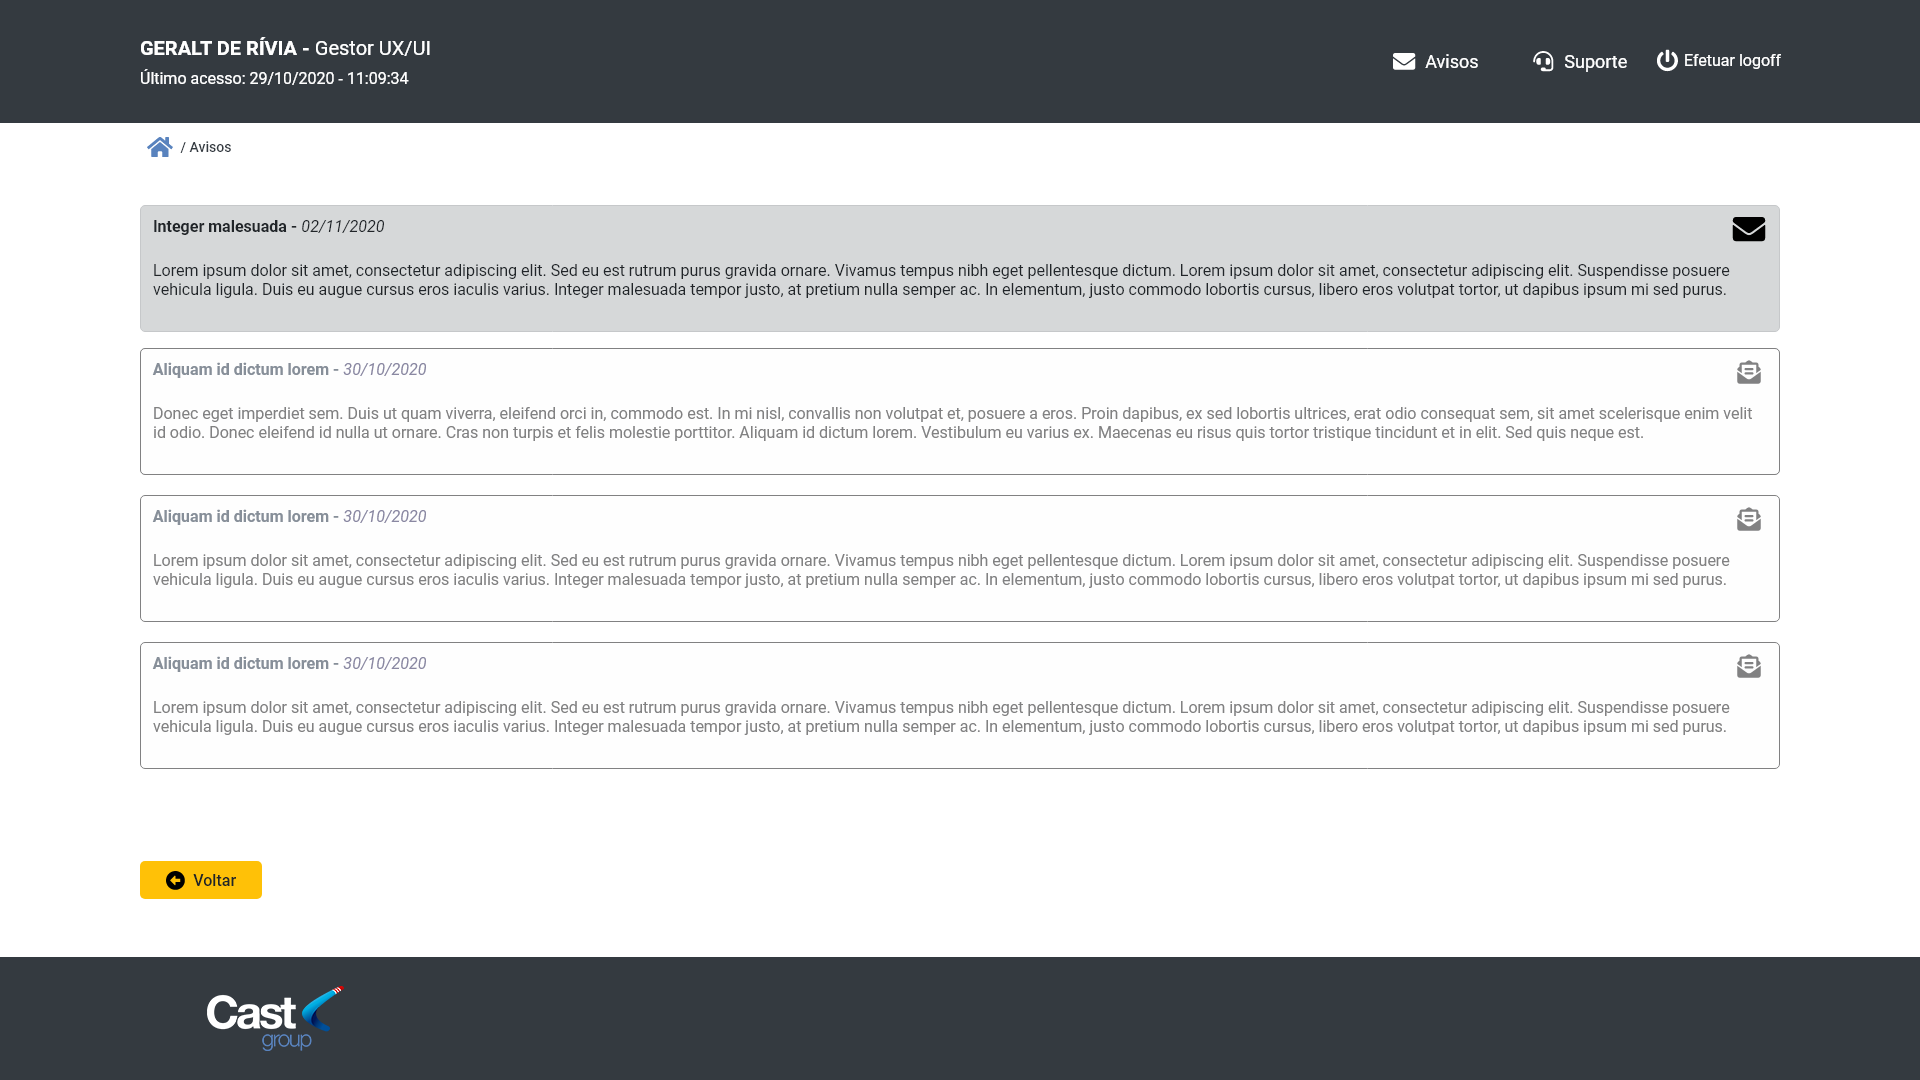 GERALT DE RÍVIA - Gestor UX/UI
Último acesso: 29/10/2020 - 11:09:34
Avisos
Suporte
Efetuar logoff
/ Avisos
Integer malesuada - 02/11/2020
Lorem ipsum dolor sit amet, consectetur adipiscing elit. Sed eu est rutrum purus gravida ornare. Vivamus tempus nibh eget pellentesque dictum. Lorem ipsum dolor sit amet, consectetur adipiscing elit. Suspendisse posuere
vehicula ligula. Duis eu augue cursus eros iaculis varius. Integer malesuada tempor justo, at pretium nulla semper ac. In elementum, justo commodo lobortis cursus, libero eros volutpat tortor, ut dapibus ipsum mi sed purus.
Aliquam id dictum lorem - 30/10/2020
Donec eget imperdiet sem. Duis ut quam viverra, eleifend orci in, commodo est. In mi nisl, convallis non volutpat et, posuere a eros. Proin dapibus, ex sed lobortis ultrices, erat odio consequat sem, sit amet scelerisque enim velit
id odio. Donec eleifend id nulla ut ornare. Cras non turpis et felis molestie porttitor. Aliquam id dictum lorem. Vestibulum eu varius ex. Maecenas eu risus quis tortor tristique tincidunt et in elit. Sed quis neque est.
Aliquam id dictum lorem - 30/10/2020
Lorem ipsum dolor sit amet, consectetur adipiscing elit. Sed eu est rutrum purus gravida ornare. Vivamus tempus nibh eget pellentesque dictum. Lorem ipsum dolor sit amet, consectetur adipiscing elit. Suspendisse posuere
vehicula ligula. Duis eu augue cursus eros iaculis varius. Integer malesuada tempor justo, at pretium nulla semper ac. In elementum, justo commodo lobortis cursus, libero eros volutpat tortor, ut dapibus ipsum mi sed purus.
Aliquam id dictum lorem - 30/10/2020
Lorem ipsum dolor sit amet, consectetur adipiscing elit. Sed eu est rutrum purus gravida ornare. Vivamus tempus nibh eget pellentesque dictum. Lorem ipsum dolor sit amet, consectetur adipiscing elit. Suspendisse posuere
vehicula ligula. Duis eu augue cursus eros iaculis varius. Integer malesuada tempor justo, at pretium nulla semper ac. In elementum, justo commodo lobortis cursus, libero eros volutpat tortor, ut dapibus ipsum mi sed purus.
Voltar
Cast
group